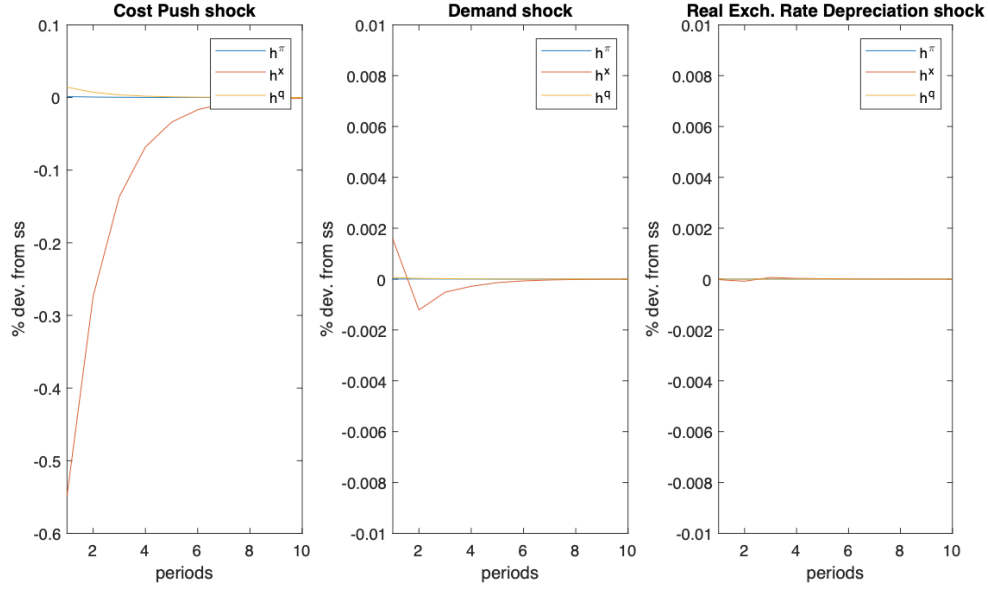 Cost Push shock
0.1
0
-0.1
-0.2
-0.3
-0.4
-0.5
-0.6
% dev. from ss
2
4
6
8
10
periods
h^π
h^x
h^q
Demand shock
0.01
0.008
0.006
0.004
0.002
0
-0.002
-0.004
-0.006
-0.008
-0.01
% dev. from ss
2
4
6
8
10
periods
h^π
h^x
h^q
Real Exch. Rate Depreciation shock
0.01
0.008
0.006
0.004
0.002
0
-0.002
-0.004
-0.006
-0.008
-0.01
% dev. from ss
2
4
6
8
10
periods
h^π
h^x
h^q